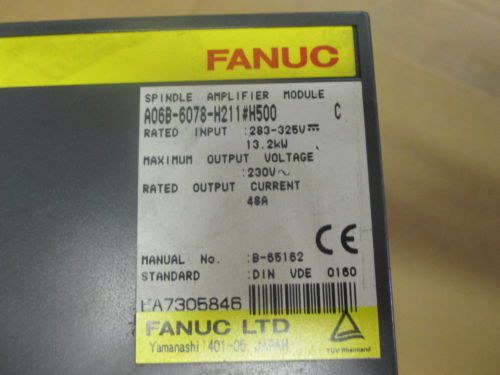 FANUC
SPINDLE AMPLIFIER MODULE
A06B-6078-H211#H500 C
RATED INPUT :283-325V
13.2kW
MAXIMUM OUTPUT VOLTAGE
:230V~
RATED OUTPUT CURRENT
48A
CE
MANUAL No. :B-65162
STANDARD :DIN VDE 0160
EA7305846
FANUC LTD
Yamanashi 401-05 JAPAN
TÜV Rheinland